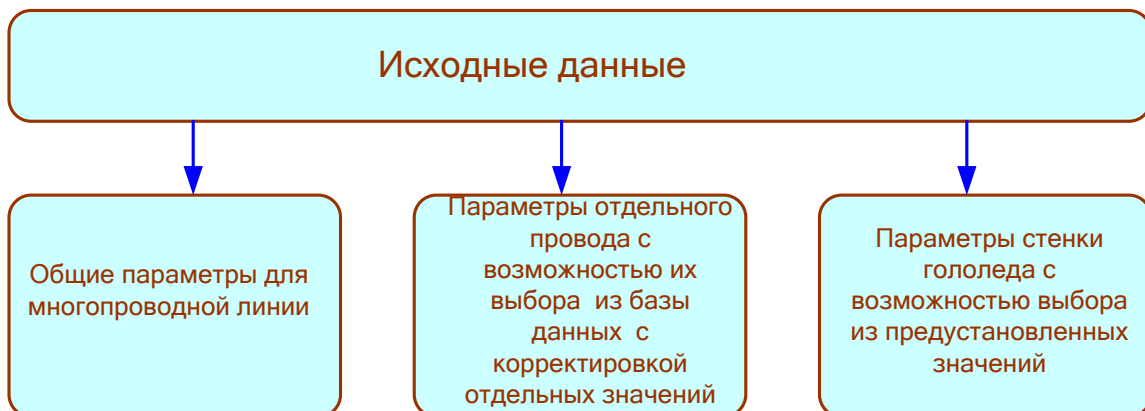 Исходные данные
Общие параметры для
многопроводной линии
Параметры отдельного
провода с
возможностью их
выбора из базы
данных с
корректировкой
отдельных значений
Параметры стенки
гололеда с
возможностью выбора
из предустановленных
значений